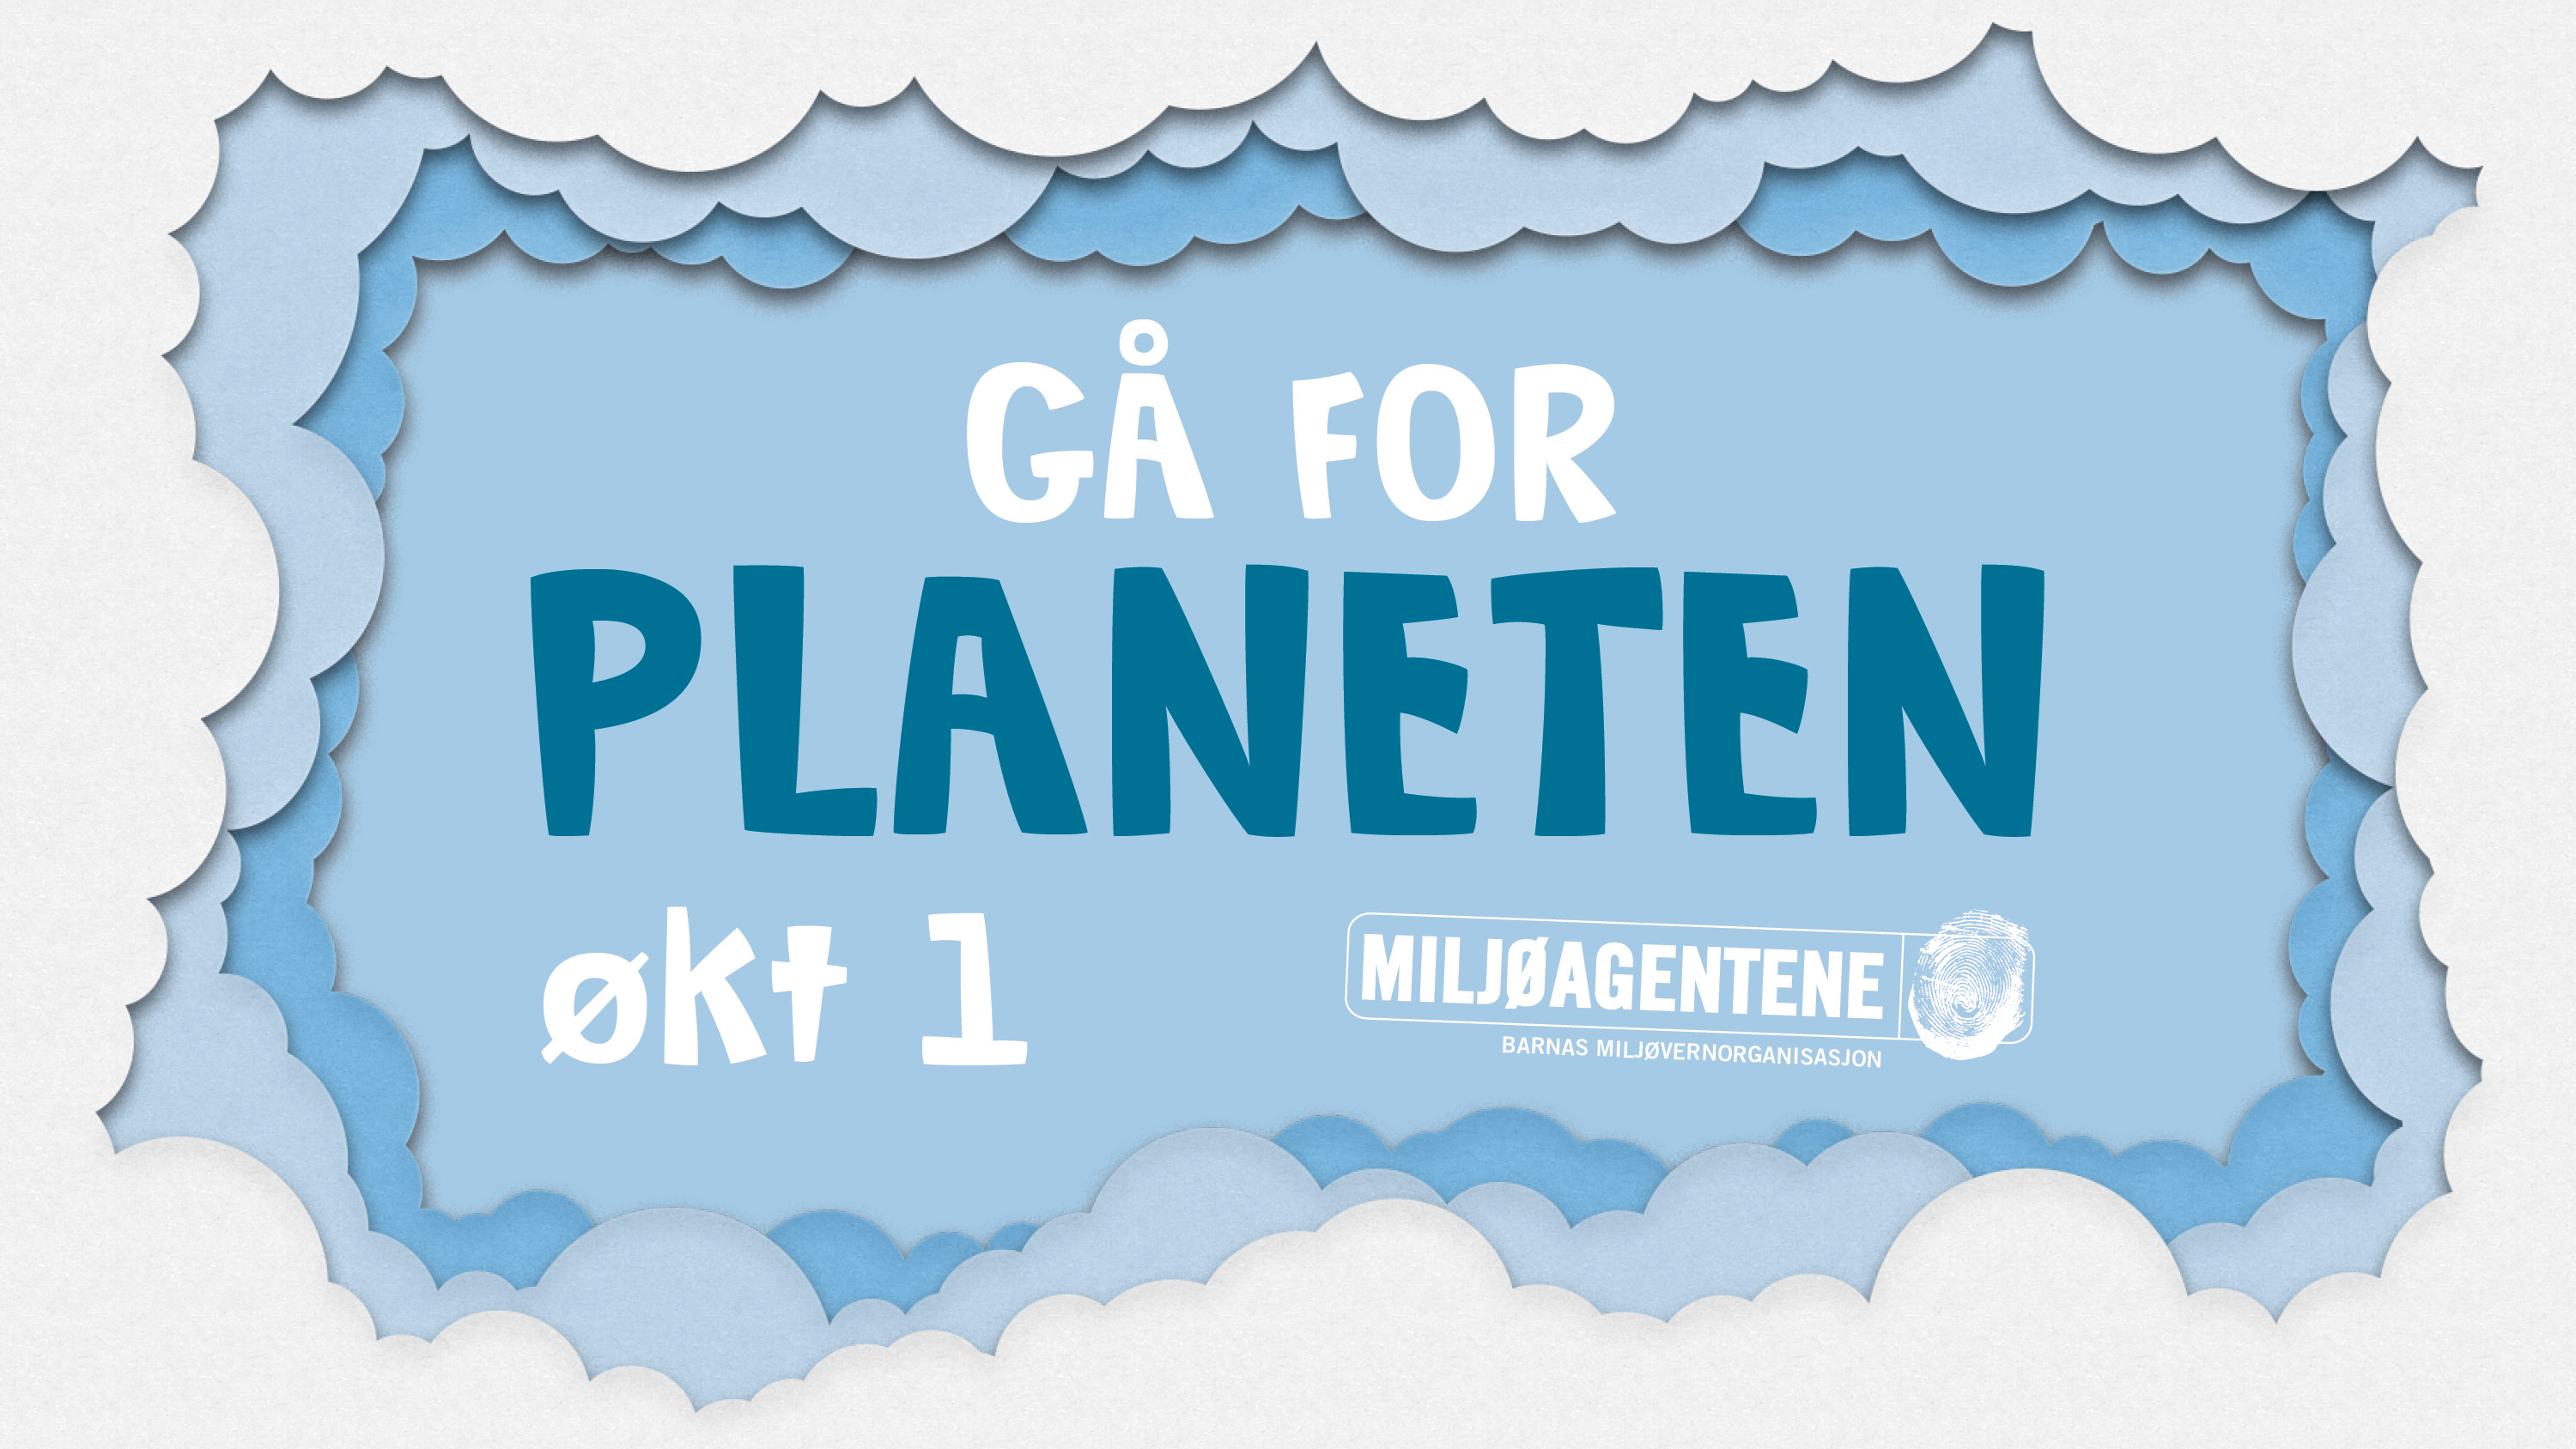 GÅ FOR
PLANETEN
økt 1
MILJØAGENTENE
BARNAS MILJØVERNORGANISASJON